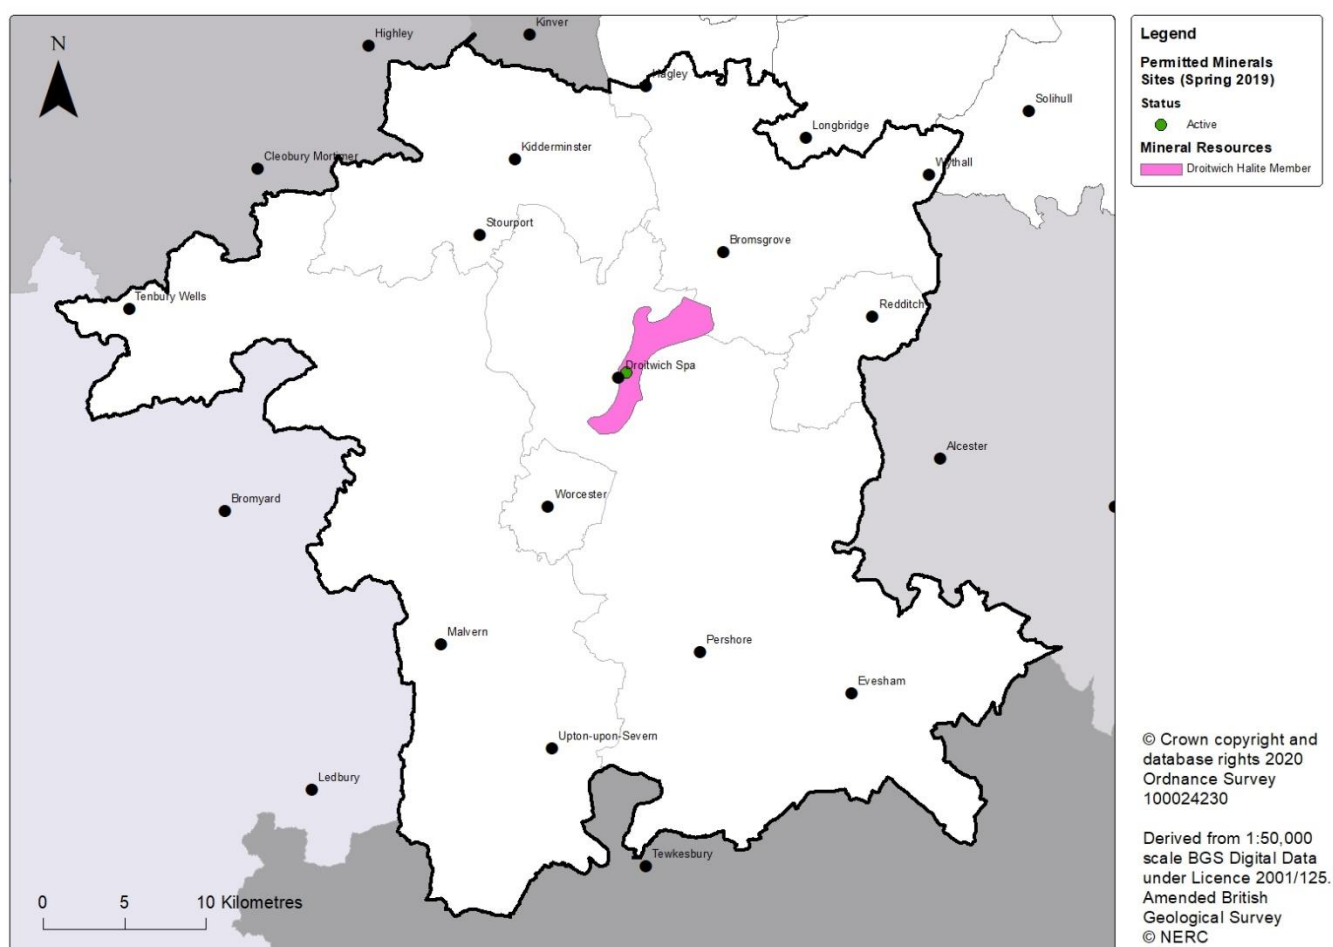 Kinver
Highley
N
Hagley
Solihull
Longbridge
Kidderminster
Cleobury Mortimer
Wythall
Stourport
Bromsgrove
Tenbury Wells
Redditch
Droitwich Spa
Alcester
Bromyard
Worcester
Malvern
Pershore
Evesham
Upton-upon-Severn
Ledbury
Tewkesbury
0 5 10 Kilometres
Legend
Permitted Minerals
Sites (Spring 2019)
Status
Active
Mineral Resources
Droitwich Halite Member
© Crown copyright and
database rights 2020
Ordnance Survey
100024230
Derived from 1:50,000
scale BGS Digital Data
under Licence 2001/125.
Amended British
Geological Survey
© NERC